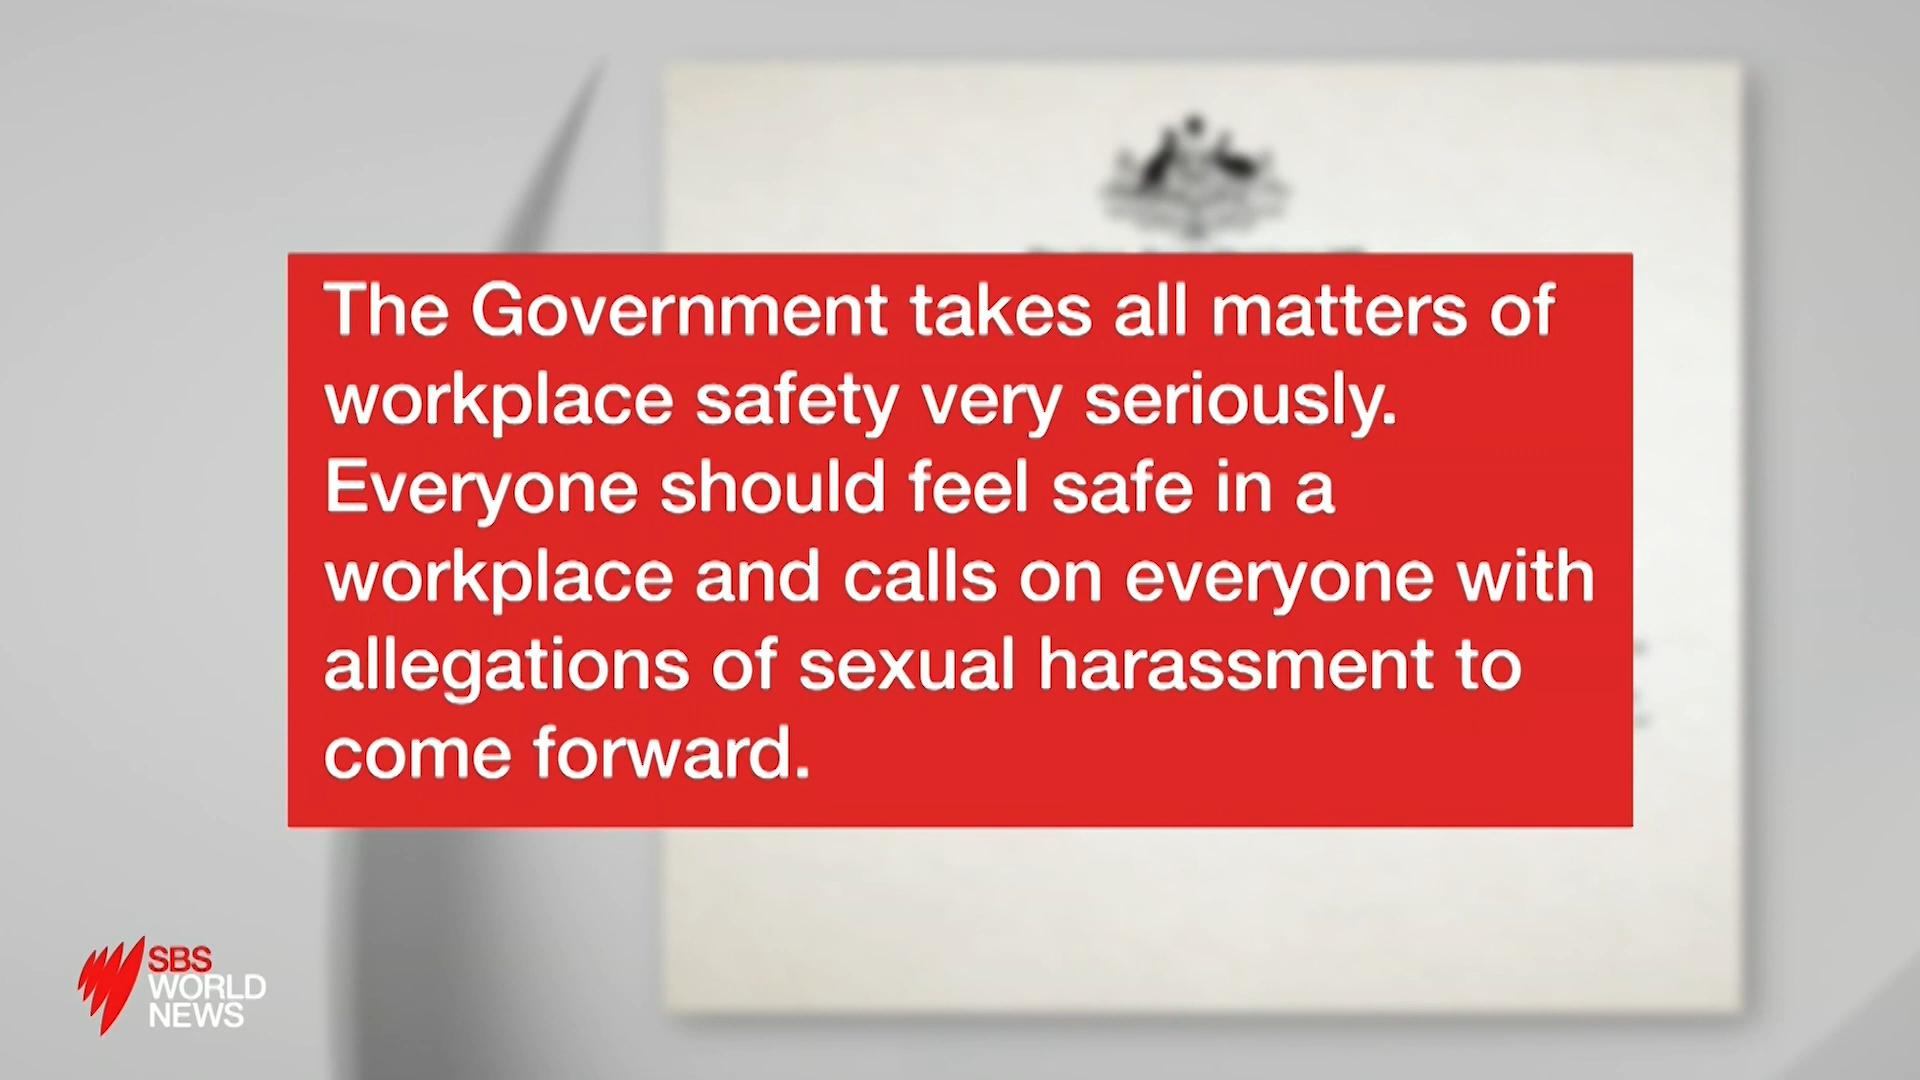 The Government takes all matters of
workplace safety very seriously.
Everyone should feel safe in a
workplace and calls on everyone with
allegations of sexual harassment to
come forward.
SBS
WORLD
NEWS